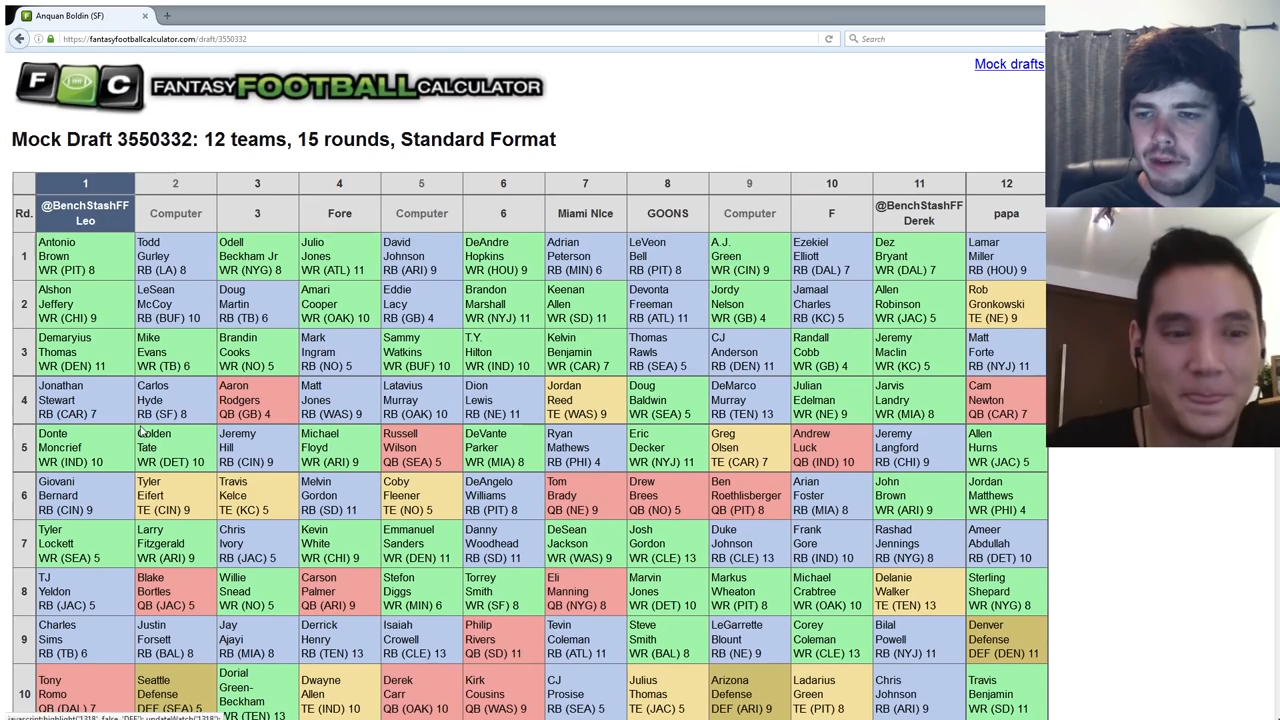 Anquan Boldin (SF)
https://fantasyfootballcalculator.com/draft/3550332
Search
F C FANTASYFOOTBALLCALCULATOR
Mock drafts
Mock Draft 3550332: 12 teams, 15 rounds, Standard Format
1 2 3 4 5 6 7 8 9 10 11 12
Rd. @BenchStashFF Leo Computer 3 Fore Computer 6 Miami NIce GOONS Computer F @BenchStashFF Derek papa
1
Antonio Todd Odell Julio David DeAndre Adrian LeVeon A.J. Ezekiel Dez Lamar
Brown Gurley Beckham Jr Jones Johnson Hopkins Peterson Bell Green Elliott Bryant Miller
WR (PIT) 8 RB (LA) 8 WR (NYG) 8 WR (ATL) 11 RB (ARI) 9 WR (HOU) 9 RB (MIN) 6 RB (PIT) 8 WR (CIN) 9 RB (DAL) 7 WR (DAL) 7 RB (HOU) 9
2
Alshon LeSean Doug Amari Eddie Brandon Keenan Devonta Jordy Jamaal Allen Rob
Jeffery McCoy Martin Cooper Lacy Marshall Allen Freeman Nelson Charles Robinson Gronkowski
WR (CHI) 9 RB (BUF) 10 RB (TB) 6 WR (OAK) 10 RB (GB) 4 WR (NYJ) 11 WR (SD) 11 RB (ATL) 11 WR (GB) 4 RB (KC) 5 WR (JAC) 5 TE (NE) 9
3
Demaryius Mike Brandin Mark Sammy T.Y. Kelvin Thomas CJ Randall Jeremy Matt
Thomas Evans Cooks Ingram Watkins Hilton Benjamin Rawls Anderson Cobb Maclin Forte
WR (DEN) 11 WR (TB) 6 WR (NO) 5 RB (NO) 5 WR (BUF) 10 WR (IND) 10 WR (CAR) 7 RB (SEA) 5 RB (DEN) 11 WR (GB) 4 WR (KC) 5 RB (NYJ) 11
4
Jonathan Carlos Aaron Matt Latavius Dion Jordan Doug DeMarco Julian Jarvis Cam
Stewart Hyde Rodgers Jones Murray Lewis Reed Baldwin Murray Edelman Landry Newton
RB (CAR) 7 RB (SF) 8 QB (GB) 4 RB (WAS) 9 RB (OAK) 10 RB (NE) 11 TE (WAS) 9 WR (SEA) 5 RB (TEN) 13 WR (NE) 9 WR (MIA) 8 QB (CAR) 7
5
Donte Golden Jeremy Michael Russell DeVante Ryan Eric Greg Andrew Jeremy Allen
Moncrief Tate Hill Floyd Wilson Parker Mathews Decker Olsen Luck Langford Hurns
WR (IND) 10 WR (DET) 10 RB (CIN) 9 WR (ARI) 9 QB (SEA) 5 WR (MIA) 8 RB (PHI) 4 WR (NYJ) 11 TE (CAR) 7 QB (IND) 10 RB (CHI) 9 WR (JAC) 5
6
Giovani Tyler Travis Melvin Coby DeAngelo Tom Drew Ben Arian John Jordan
Bernard Eifert Kelce Gordon Fleener Williams Brady Brees Roethlisberger Foster Brown Matthews
RB (CIN) 9 TE (CIN) 9 TE (KC) 5 RB (SD) 11 TE (NO) 5 RB (PIT) 8 QB (NE) 9 QB (NO) 5 QB (PIT) 8 RB (MIA) 8 WR (ARI) 9 WR (PHI) 4
7
Tyler Larry Chris Kevin Emmanuel Danny DeSean Josh Duke Frank Rashad Ameer
Lockett Fitzgerald Ivory White Sanders Woodhead Jackson Gordon Johnson Gore Jennings Abdullah
WR (SEA) 5 WR (ARI) 9 RB (JAC) 5 WR (CHI) 9 WR (DEN) 11 RB (SD) 11 WR (WAS) 9 WR (CLE) 13 RB (CLE) 13 RB (IND) 10 RB (NYG) 8 RB (DET) 10
8
TJ Blake Willie Carson Stefon Torrey Eli Marvin Markus Michael Delanie Sterling
Yeldon Bortles Snead Palmer Diggs Smith Manning Jones Wheaton Crabtree Walker Shepard
RB (JAC) 5 QB (JAC) 5 WR (NO) 5 QB (ARI) 9 WR (MIN) 6 WR (SF) 8 QB (NYG) 8 WR (DET) 10 WR (PIT) 8 WR (OAK) 10 TE (TEN) 13 WR (NYG) 8
9
Charles Justin Jay Derrick Isaiah Philip Tevin Steve LeGarrette Corey Bilal Denver
Sims Forsett Ajayi Henry Crowell Rivers Coleman Smith Blount Coleman Powell Defense
RB (TB) 6 RB (BAL) 8 RB (MIA) 8 RB (TEN) 13 RB (CLE) 13 QB (SD) 11 RB (ATL) 11 WR (BAL) 8 RB (NE) 9 WR (CLE) 13 RB (NYJ) 11 DEF (DEN) 11
10
Tony Seattle Dorial Green-Beckham Dwayne Derek Kirk CJ Julius Arizona Ladarius Chris Travis
Romo Defense Allen Carr Cousins Prosise Thomas Defense Green Johnson Benjamin
QB (DAL) 7 DEF (SEA) 5 WR (TEN) 13 TE (IND) 10 QB (OAK) 10 QB (WAS) 9 RB (SEA) 5 TE (JAC) 5 DEF (ARI) 9 TE (PIT) 8 RB (ARI) 9 WR (SD) 11
javascript:highlight('1318', false, 'DEF'); updateWatch('1318');